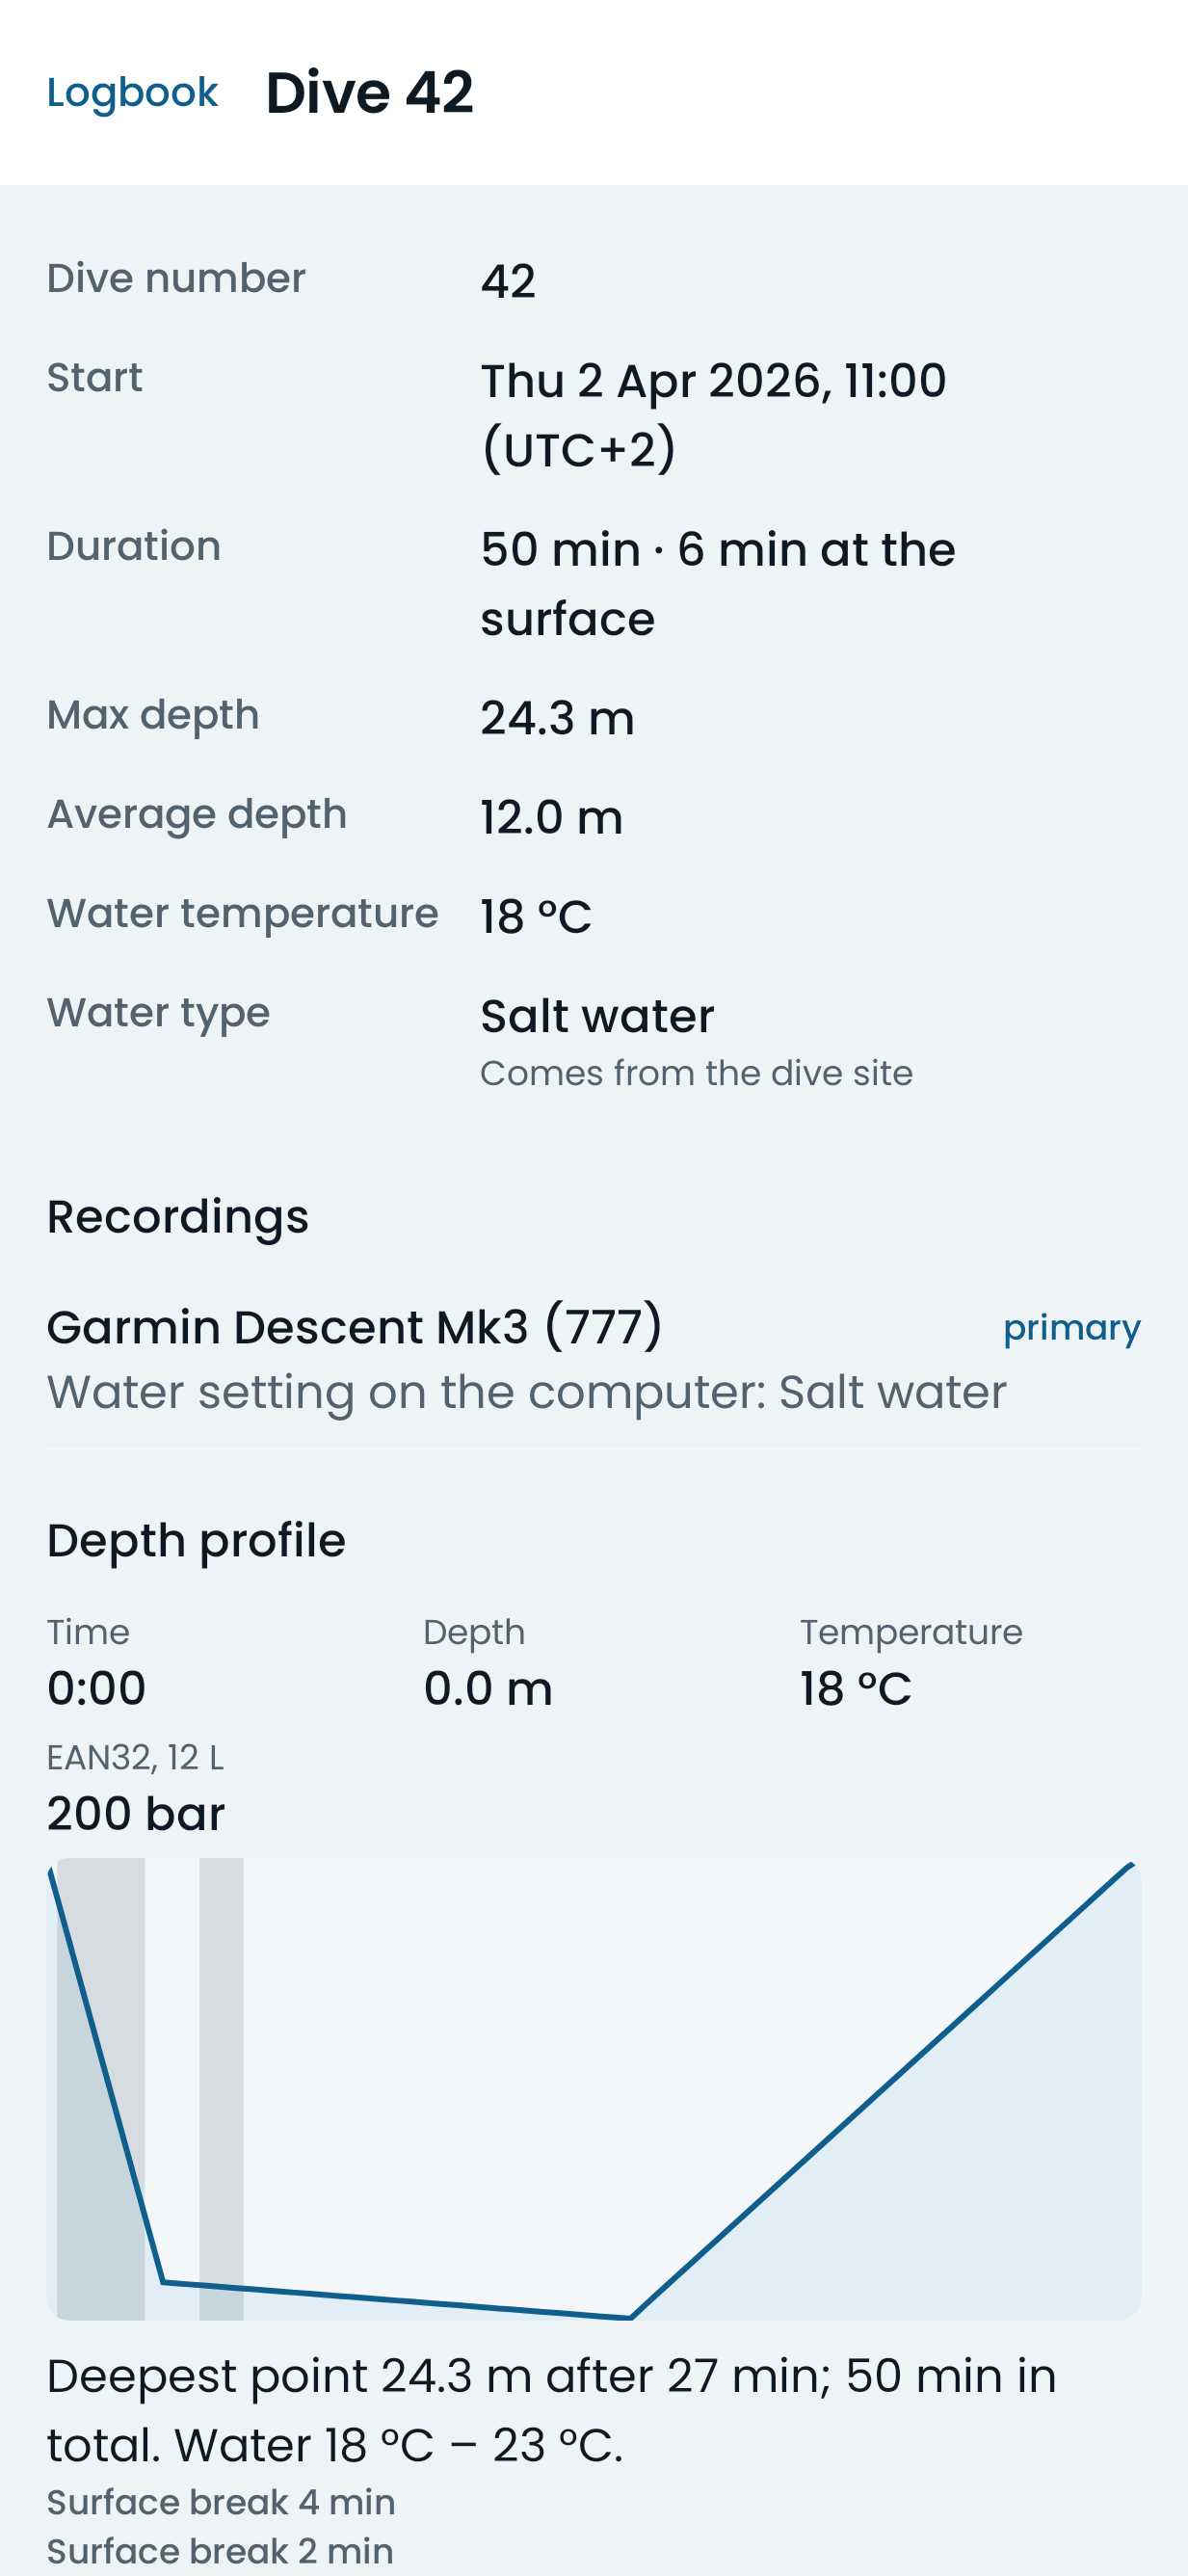 Logbook Dive 42
Dive number 42
Start Thu 2 Apr 2026, 11:00
(UTC+2)
Duration 50 min · 6 min at the
surface
Max depth 24.3 m
Average depth 12.0 m
Water temperature 18 °C
Water type Salt water
Comes from the dive site
Recordings
Garmin Descent Mk3 (777) primary
Water setting on the computer: Salt water
Depth profile
Time Depth Temperature
0:00 0.0 m 18 °C
EAN32, 12 L
200 bar
Deepest point 24.3 m after 27 min; 50 min in
total. Water 18 °C – 23 °C.
Surface break 4 min
Surface break 2 min